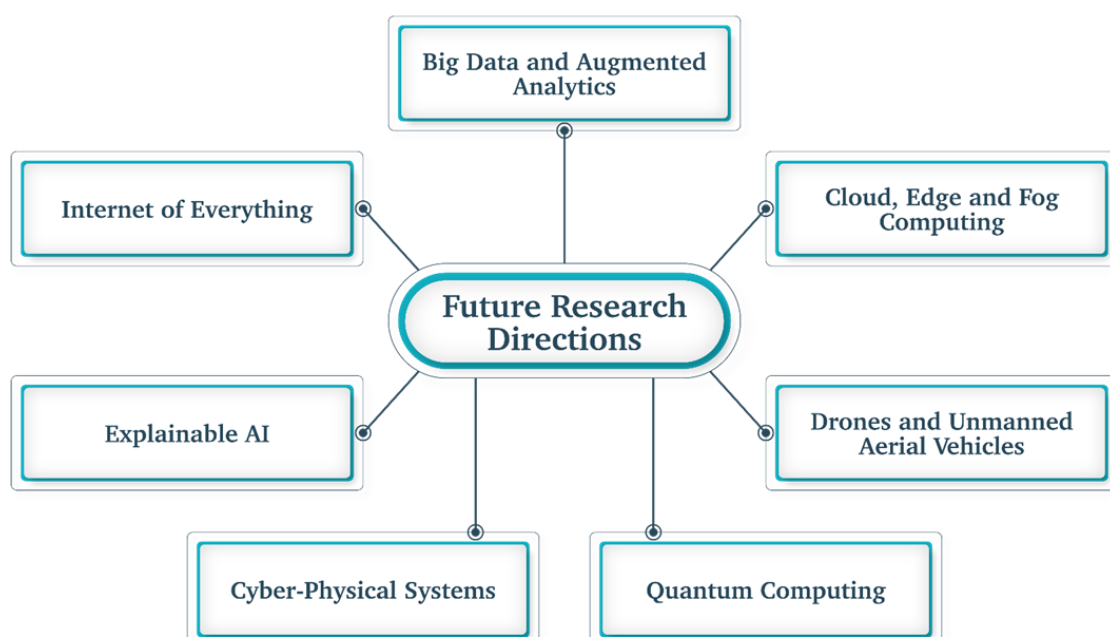 Big Data and Augmented
Analytics
Internet of Everything
Cloud, Edge and Fog
Computing
Future Research
Directions
Explainable AI
Drones and Unmanned
Aerial Vehicles
Cyber-Physical Systems
Quantum Computing